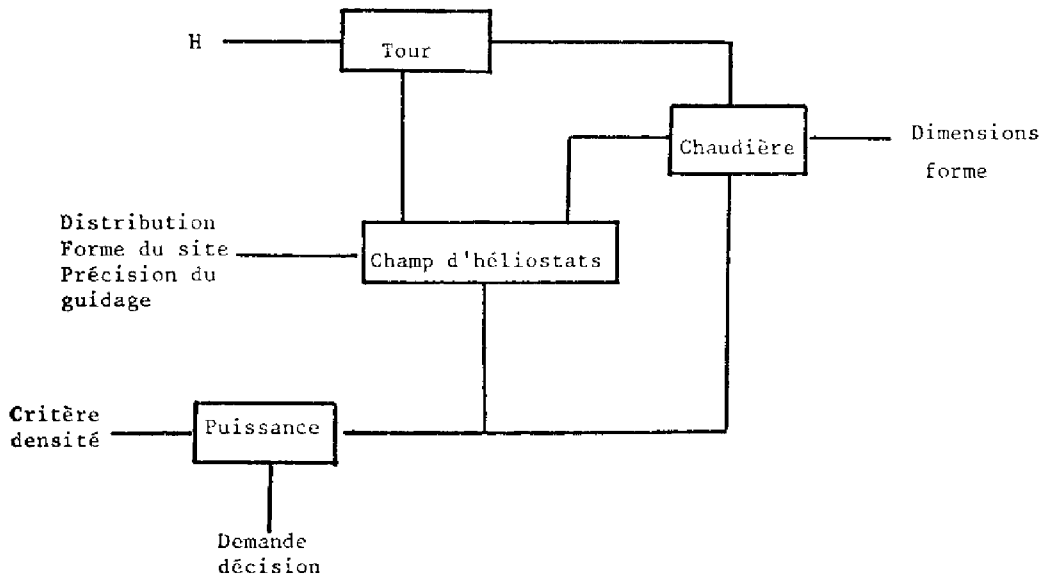 H
Tour
Chaudière
Dimensions
forme
Distribution
Forme du site
Précision du
guidage
Champ d'héliostats
Critère
densité
Puissance
Demande
décision